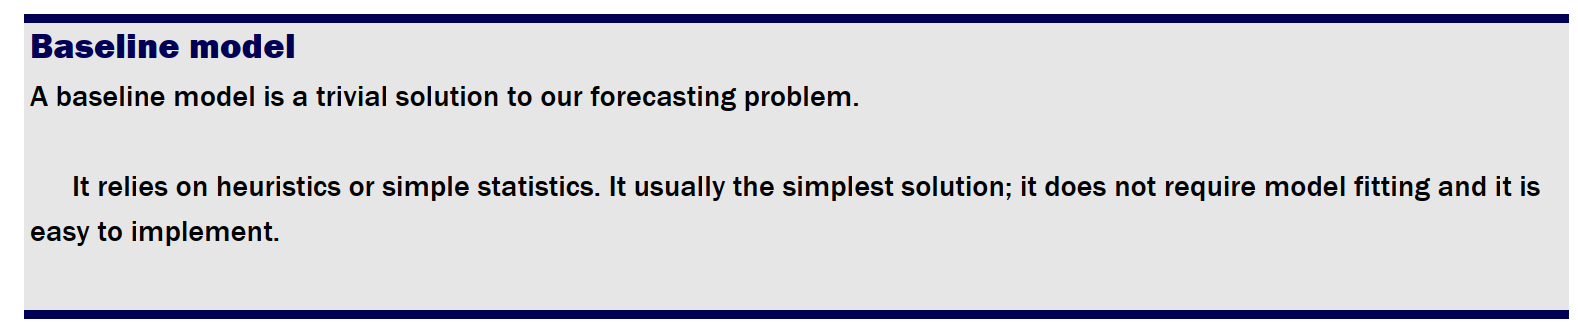 Baseline model
A baseline model is a trivial solution to our forecasting problem.
It relies on heuristics or simple statistics. It usually the simplest solution; it does not require model fitting and it is
easy to implement.